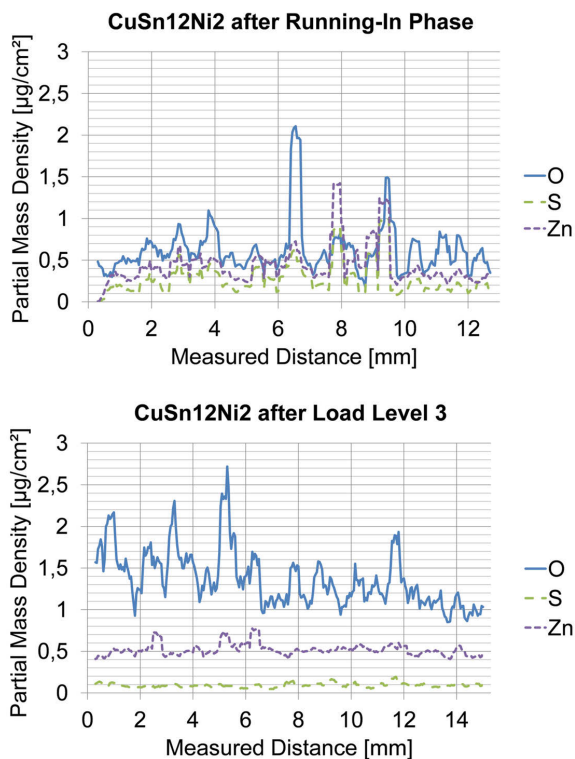 CuSn12Ni2 after Running-In Phase
Partial Mass Density [µg/cm²]
3
2,5
2
1,5
1
0,5
0
0 2 4 6 8 10 12
Measured Distance [mm]
O
S
Zn
CuSn12Ni2 after Load Level 3
Partial Mass Density [µg/cm²]
3
2,5
2
1,5
1
0,5
0
0 2 4 6 8 10 12 14
Measured Distance [mm]
O
S
Zn